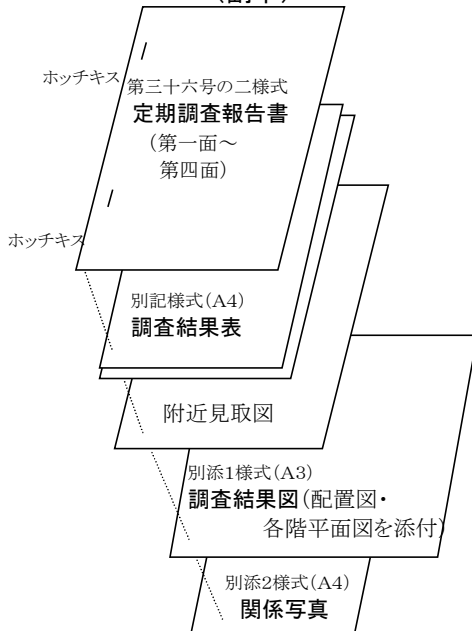 ホッチキス
第三十六号の二様式
定期調査報告書
(第一面～
第四面)
ホッチキス
別記様式(A4)
調査結果表
附近見取図
別添1様式(A3)
調査結果図(配置図・
各階平面図を添付)
別添2様式(A4)
関係写真